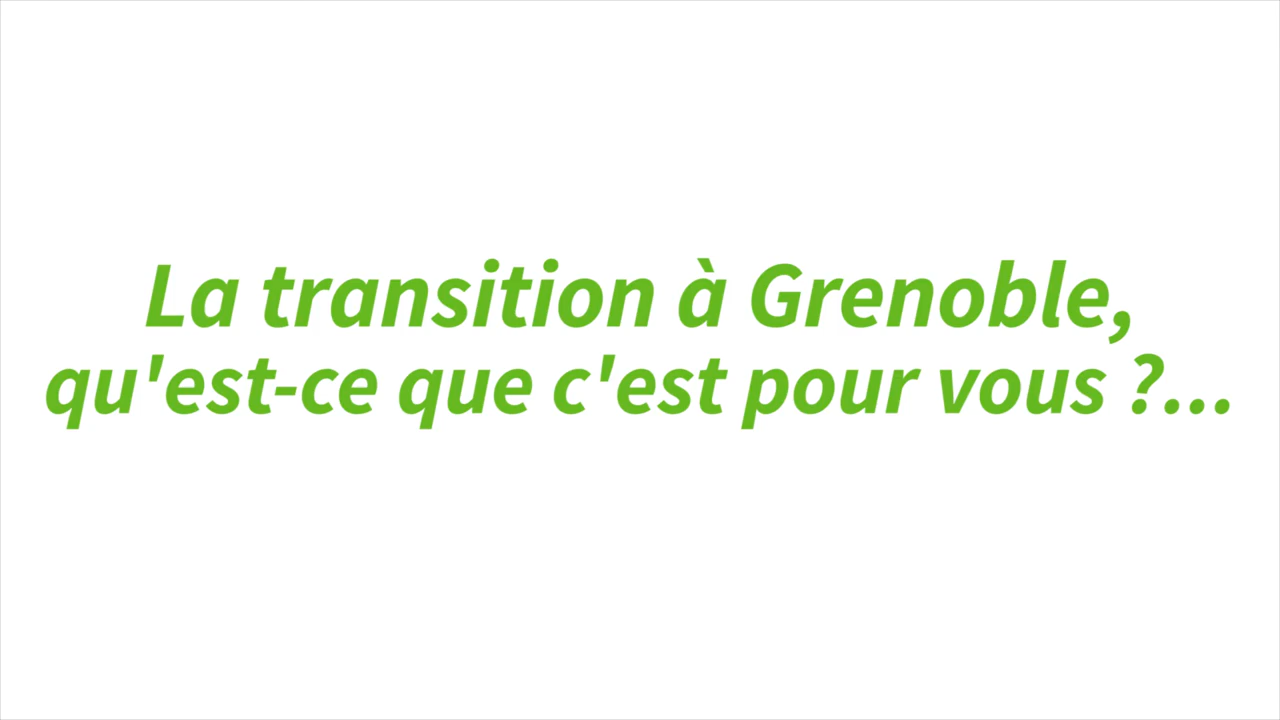 La transition à Grenoble,
qu'est-ce que c'est pour vous ?...